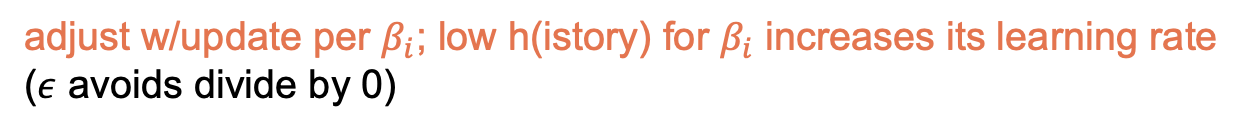 adjust w/update per βᵢ; low h(istory) for βᵢ increases its learning rate
(ϵ avoids divide by 0)